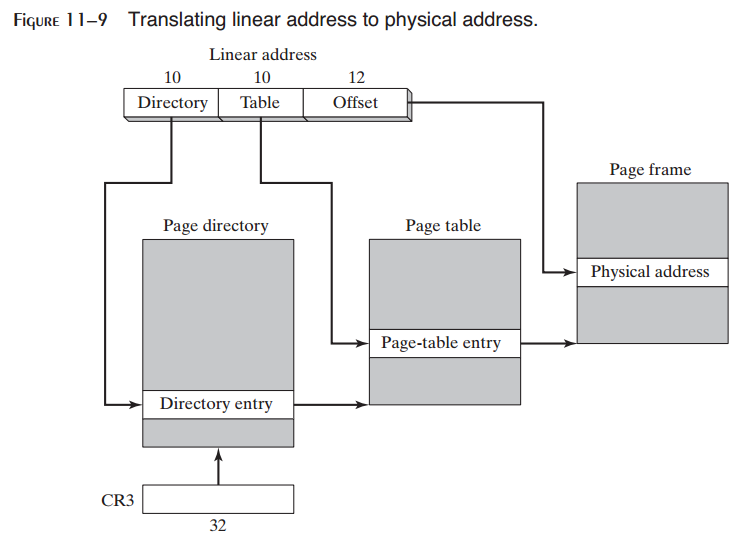 FIGURE 11–9 Translating linear address to physical address.
Linear address
10 10 12
Directory Table Offset
Page frame
Page directory Page table
Physical address
Page-table entry
Directory entry
CR3
32